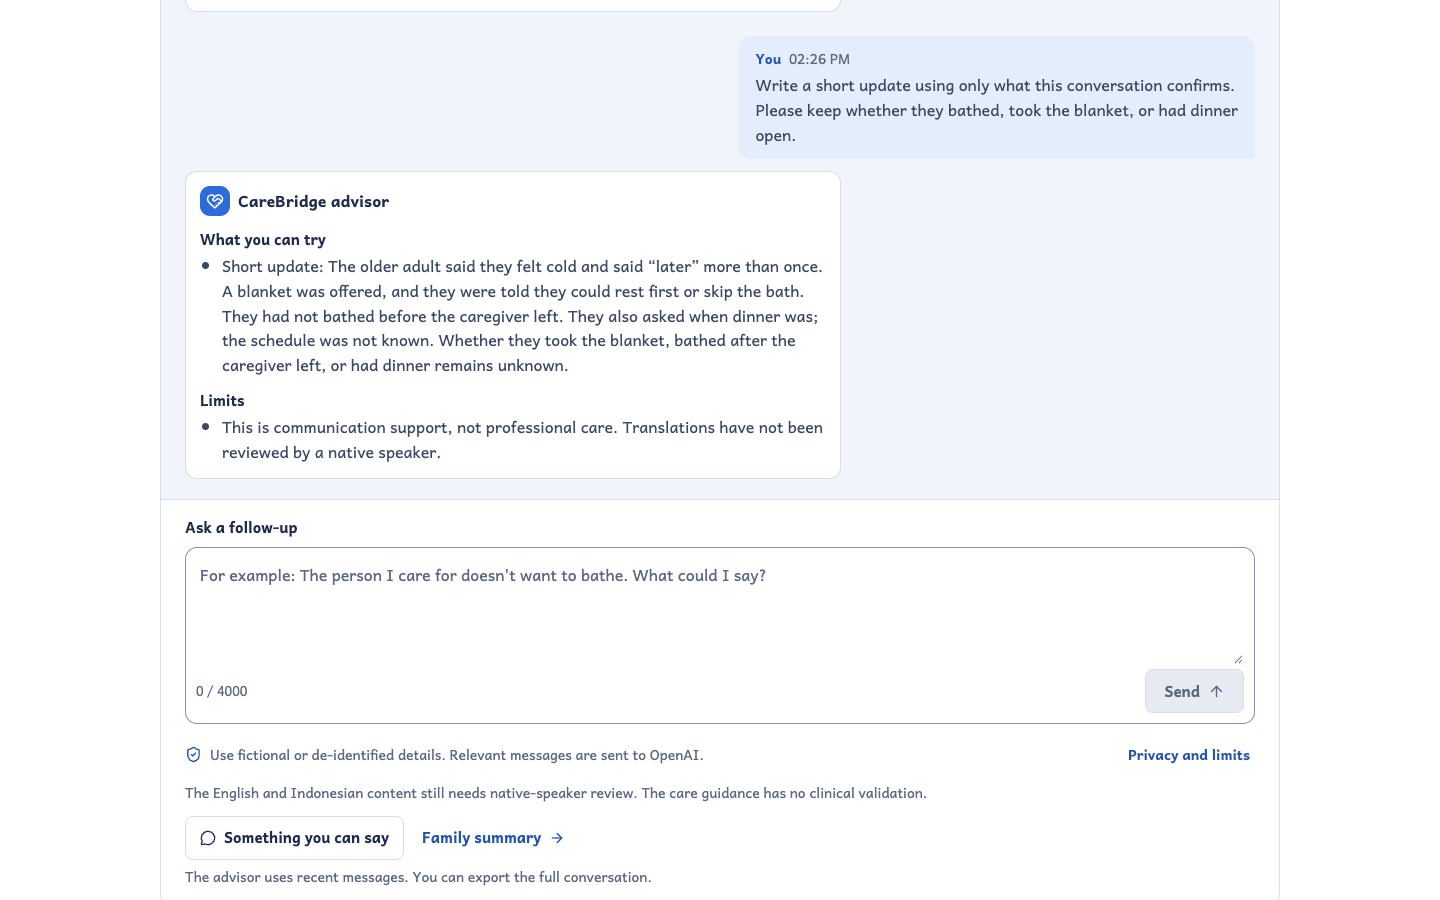 You 02:26 PM
Write a short update using only what this conversation confirms.
Please keep whether they bathed, took the blanket, or had dinner
open.
CareBridge advisor
What you can try
• Short update: The older adult said they felt cold and said “later” more than once.
A blanket was offered, and they were told they could rest first or skip the bath.
They had not bathed before the caregiver left. They also asked when dinner was;
the schedule was not known. Whether they took the blanket, bathed after the
caregiver left, or had dinner remains unknown.
Limits
• This is communication support, not professional care. Translations have not been
reviewed by a native speaker.
Ask a follow-up
For example: The person I care for doesn't want to bathe. What could I say?
0 / 4000
Send
Use fictional or de-identified details. Relevant messages are sent to OpenAI.
Privacy and limits
The English and Indonesian content still needs native-speaker review. The care guidance has no clinical validation.
Something you can say
Family summary →
The advisor uses recent messages. You can export the full conversation.